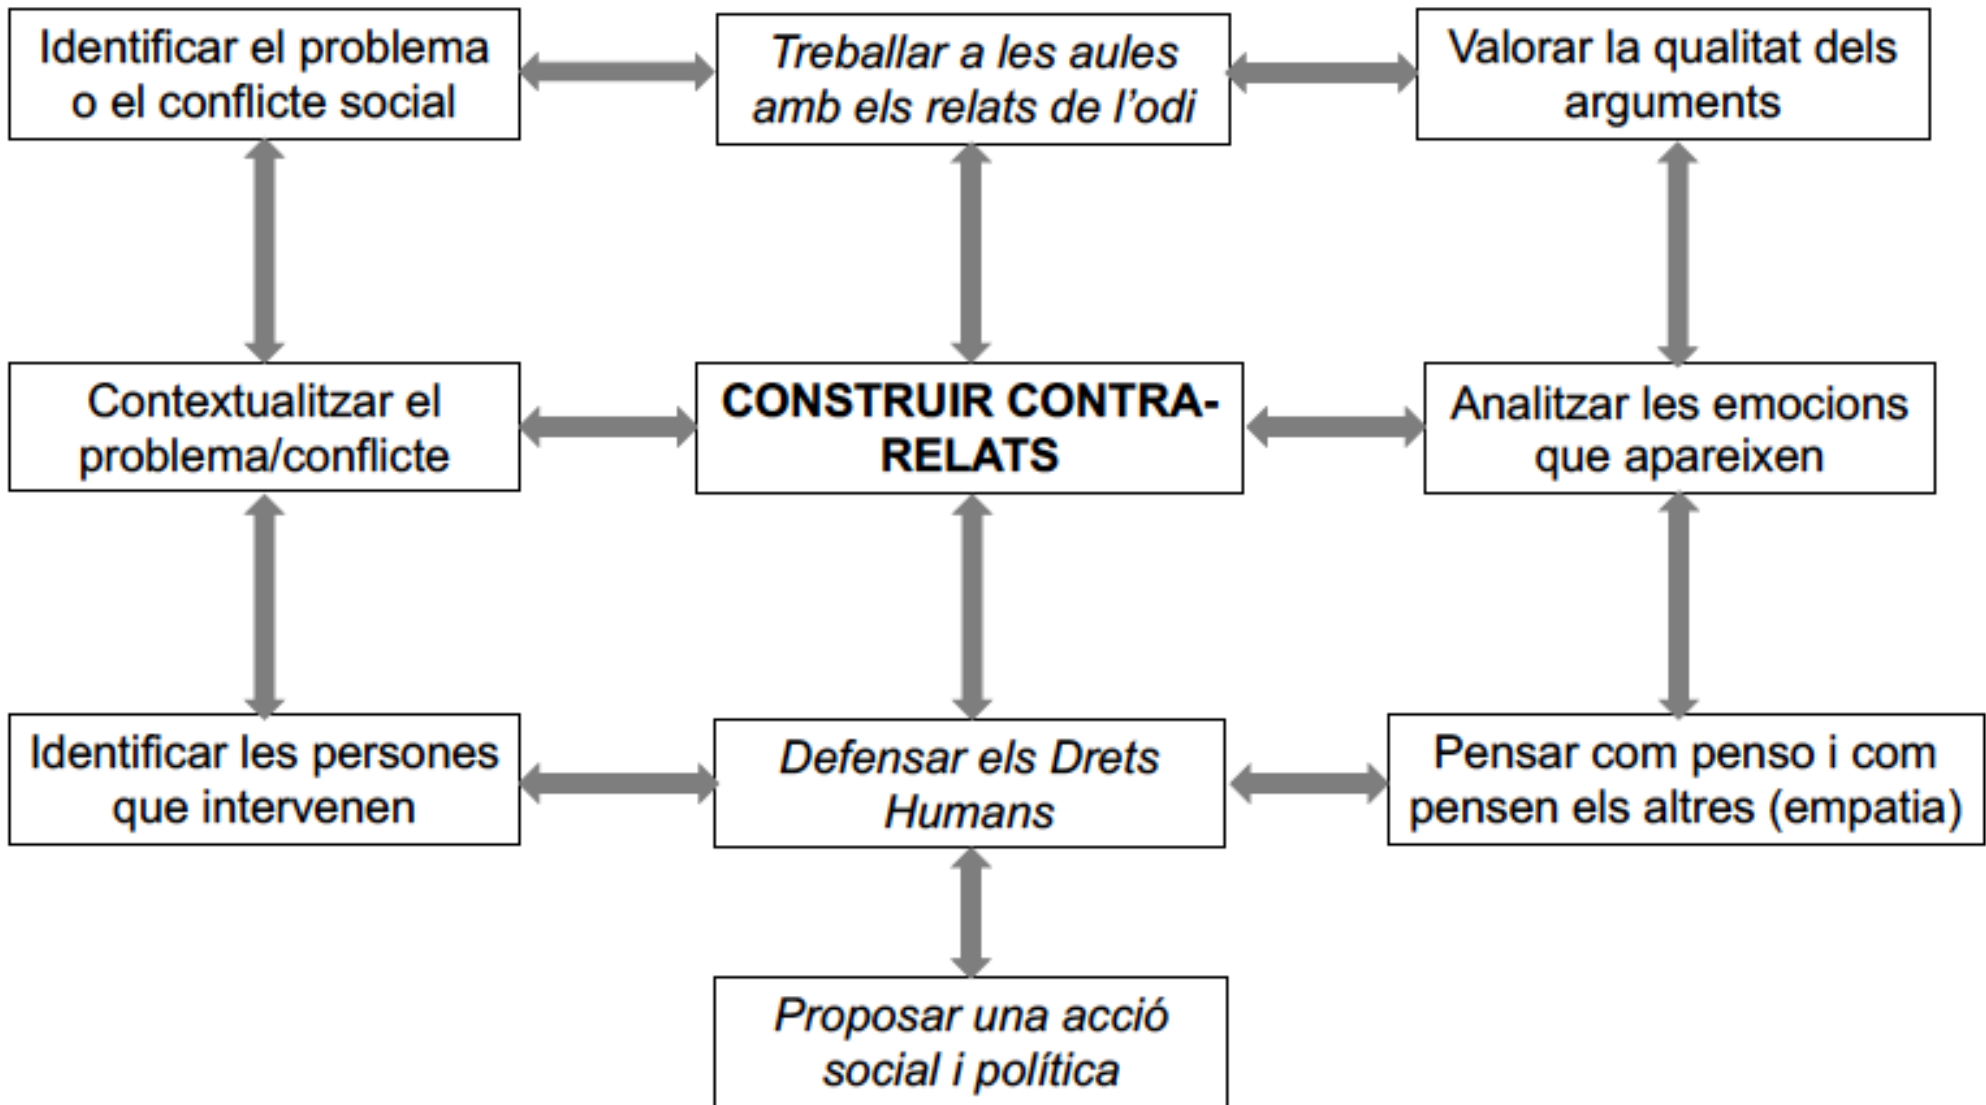 Identificar el problema
o el conflicte social
Treballar a les aules
amb els relats de l'odi
Valorar la qualitat dels
arguments
Contextualitzar el
problema/conflicte
CONSTRUIR CONTRA-
RELATS
Analitzar les emocions
que apareixen
Identificar les persones
que intervenen
Defensar els Drets
Humans
Pensar com penso i com
pensen els altres (empatia)
Proposar una acció
social i política